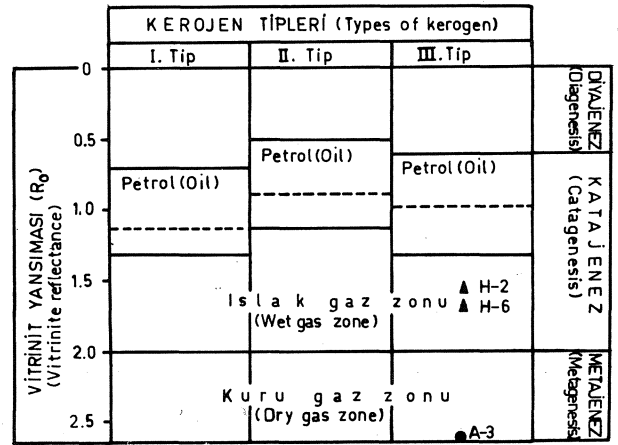 KEROJEN TİPLERİ (Types of kerogen)
I. Tip
II. Tip
III. Tip
VİTRİNİT YANSIMASI (Ro)
(Vitrinite reflectance)
0
0.5
1.0
1.5
2.0
2.5
Petrol(Oil)
Petrol(Oil)
Petrol(Oil)
H-2
H-6
Islak gaz zonu
(Wet gas zone)
Kuru gaz zonu
(Dry gas zone)
A-3
DİYAJENEZ
(Diagenesis)
KATAJENEZ
(Catagenesis)
METAJENEZ
(Metagenesis)